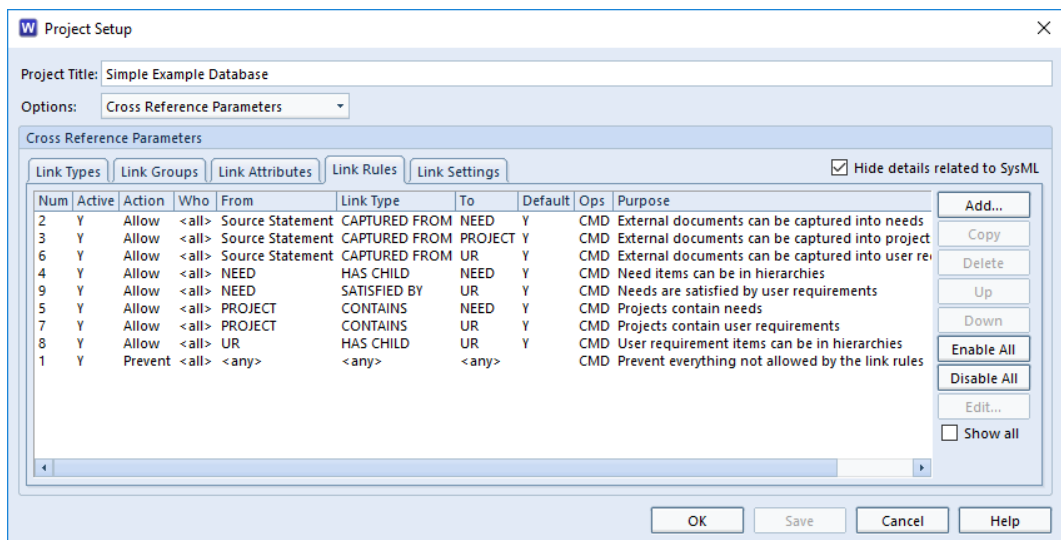 W Project Setup
Project Title: Simple Example Database
Options: Cross Reference Parameters
Cross Reference Parameters
Link Types Link Groups Link Attributes Link Rules Link Settings Hide details related to SysML
Num Active Action Who From Link Type To Default Ops Purpose
2 Y Allow <all> Source Statement CAPTURED FROM NEED Y CMD External documents can be captured into needs
3 Y Allow <all> Source Statement CAPTURED FROM PROJECT Y CMD External documents can be captured into project
6 Y Allow <all> Source Statement CAPTURED FROM UR Y CMD External documents can be captured into user re
4 Y Allow <all> NEED HAS CHILD NEED Y CMD Need items can be in hierarchies
9 Y Allow <all> NEED SATISFIED BY UR Y CMD Needs are satisfied by user requirements
5 Y Allow <all> PROJECT CONTAINS NEED Y CMD Projects contain needs
7 Y Allow <all> PROJECT CONTAINS UR Y CMD Projects contain user requirements
8 Y Allow <all> UR HAS CHILD UR Y CMD User requirement items can be in hierarchies
1 Y Prevent <all> <any> <any> <any> CMD Prevent everything not allowed by the link rules
Add...
Copy
Delete
Up
Down
Enable All
Disable All
Edit...
Show all
OK Save Cancel Help